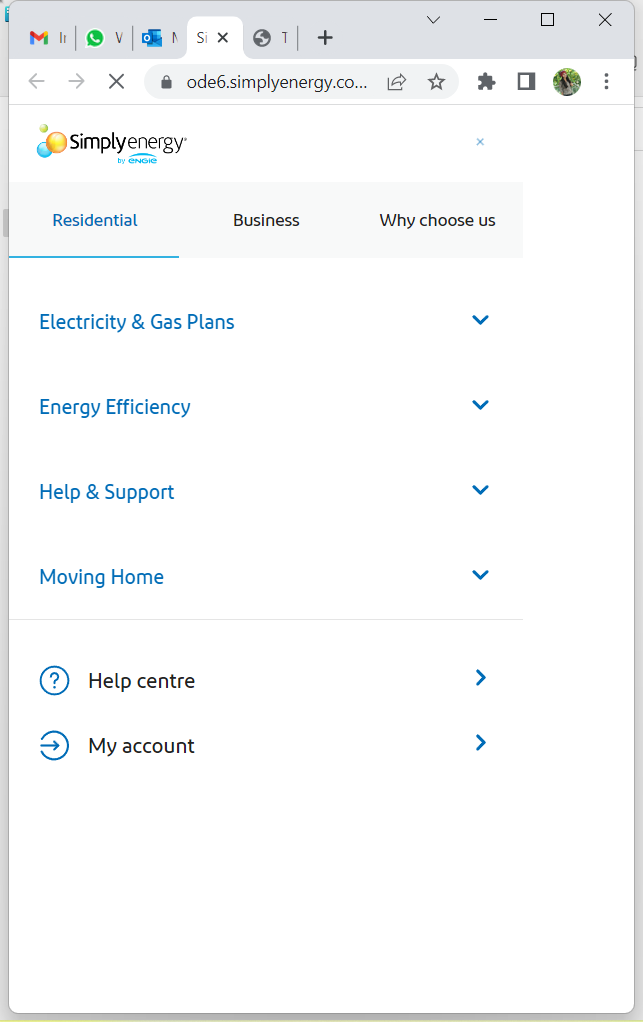 ode6.simplyenergy.co...
Simplyenergy
by ENGIE
Residential Business Why choose us
Electricity & Gas Plans
Energy Efficiency
Help & Support
Moving Home
Help centre
My account